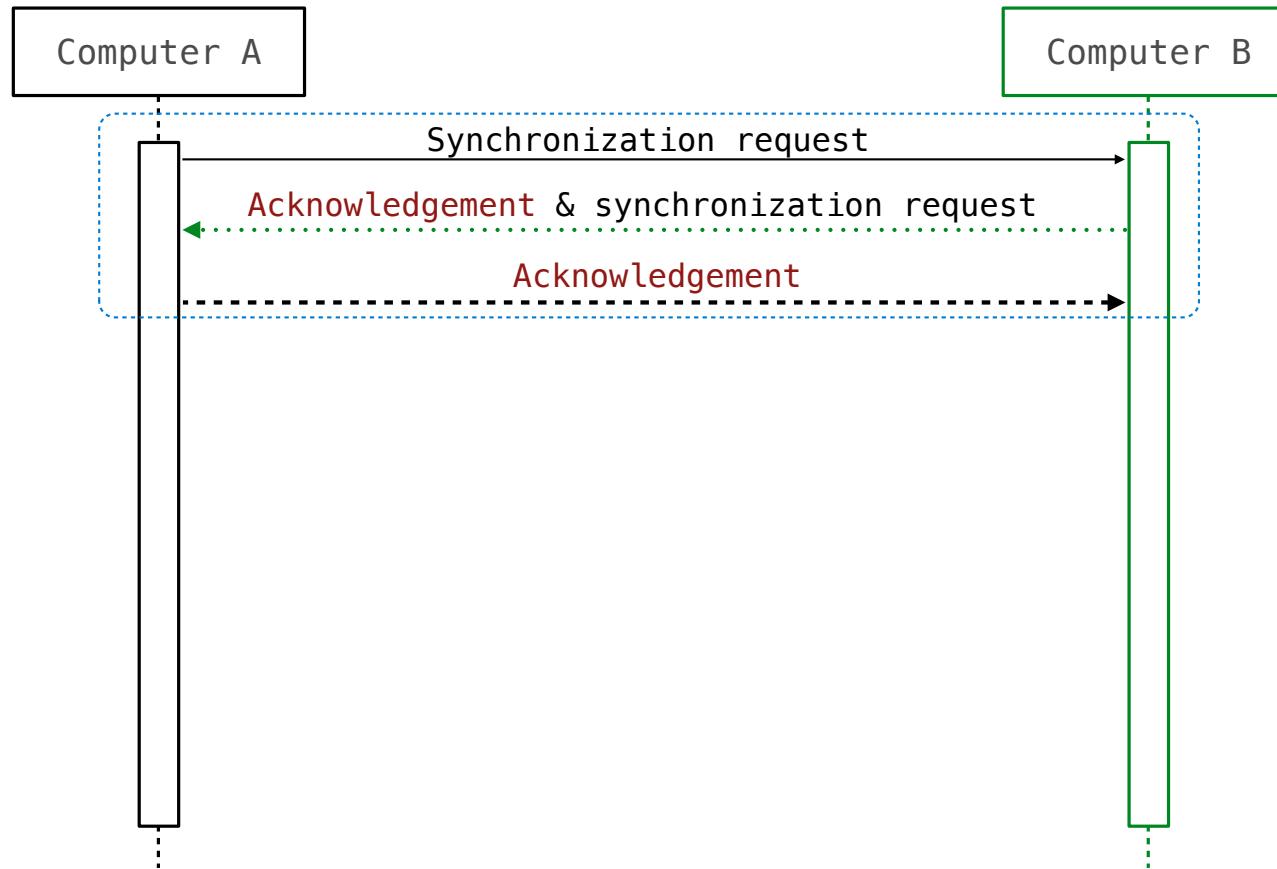 Computer A
Computer B
Synchronization request
Acknowledgement & synchronization request
Acknowledgement